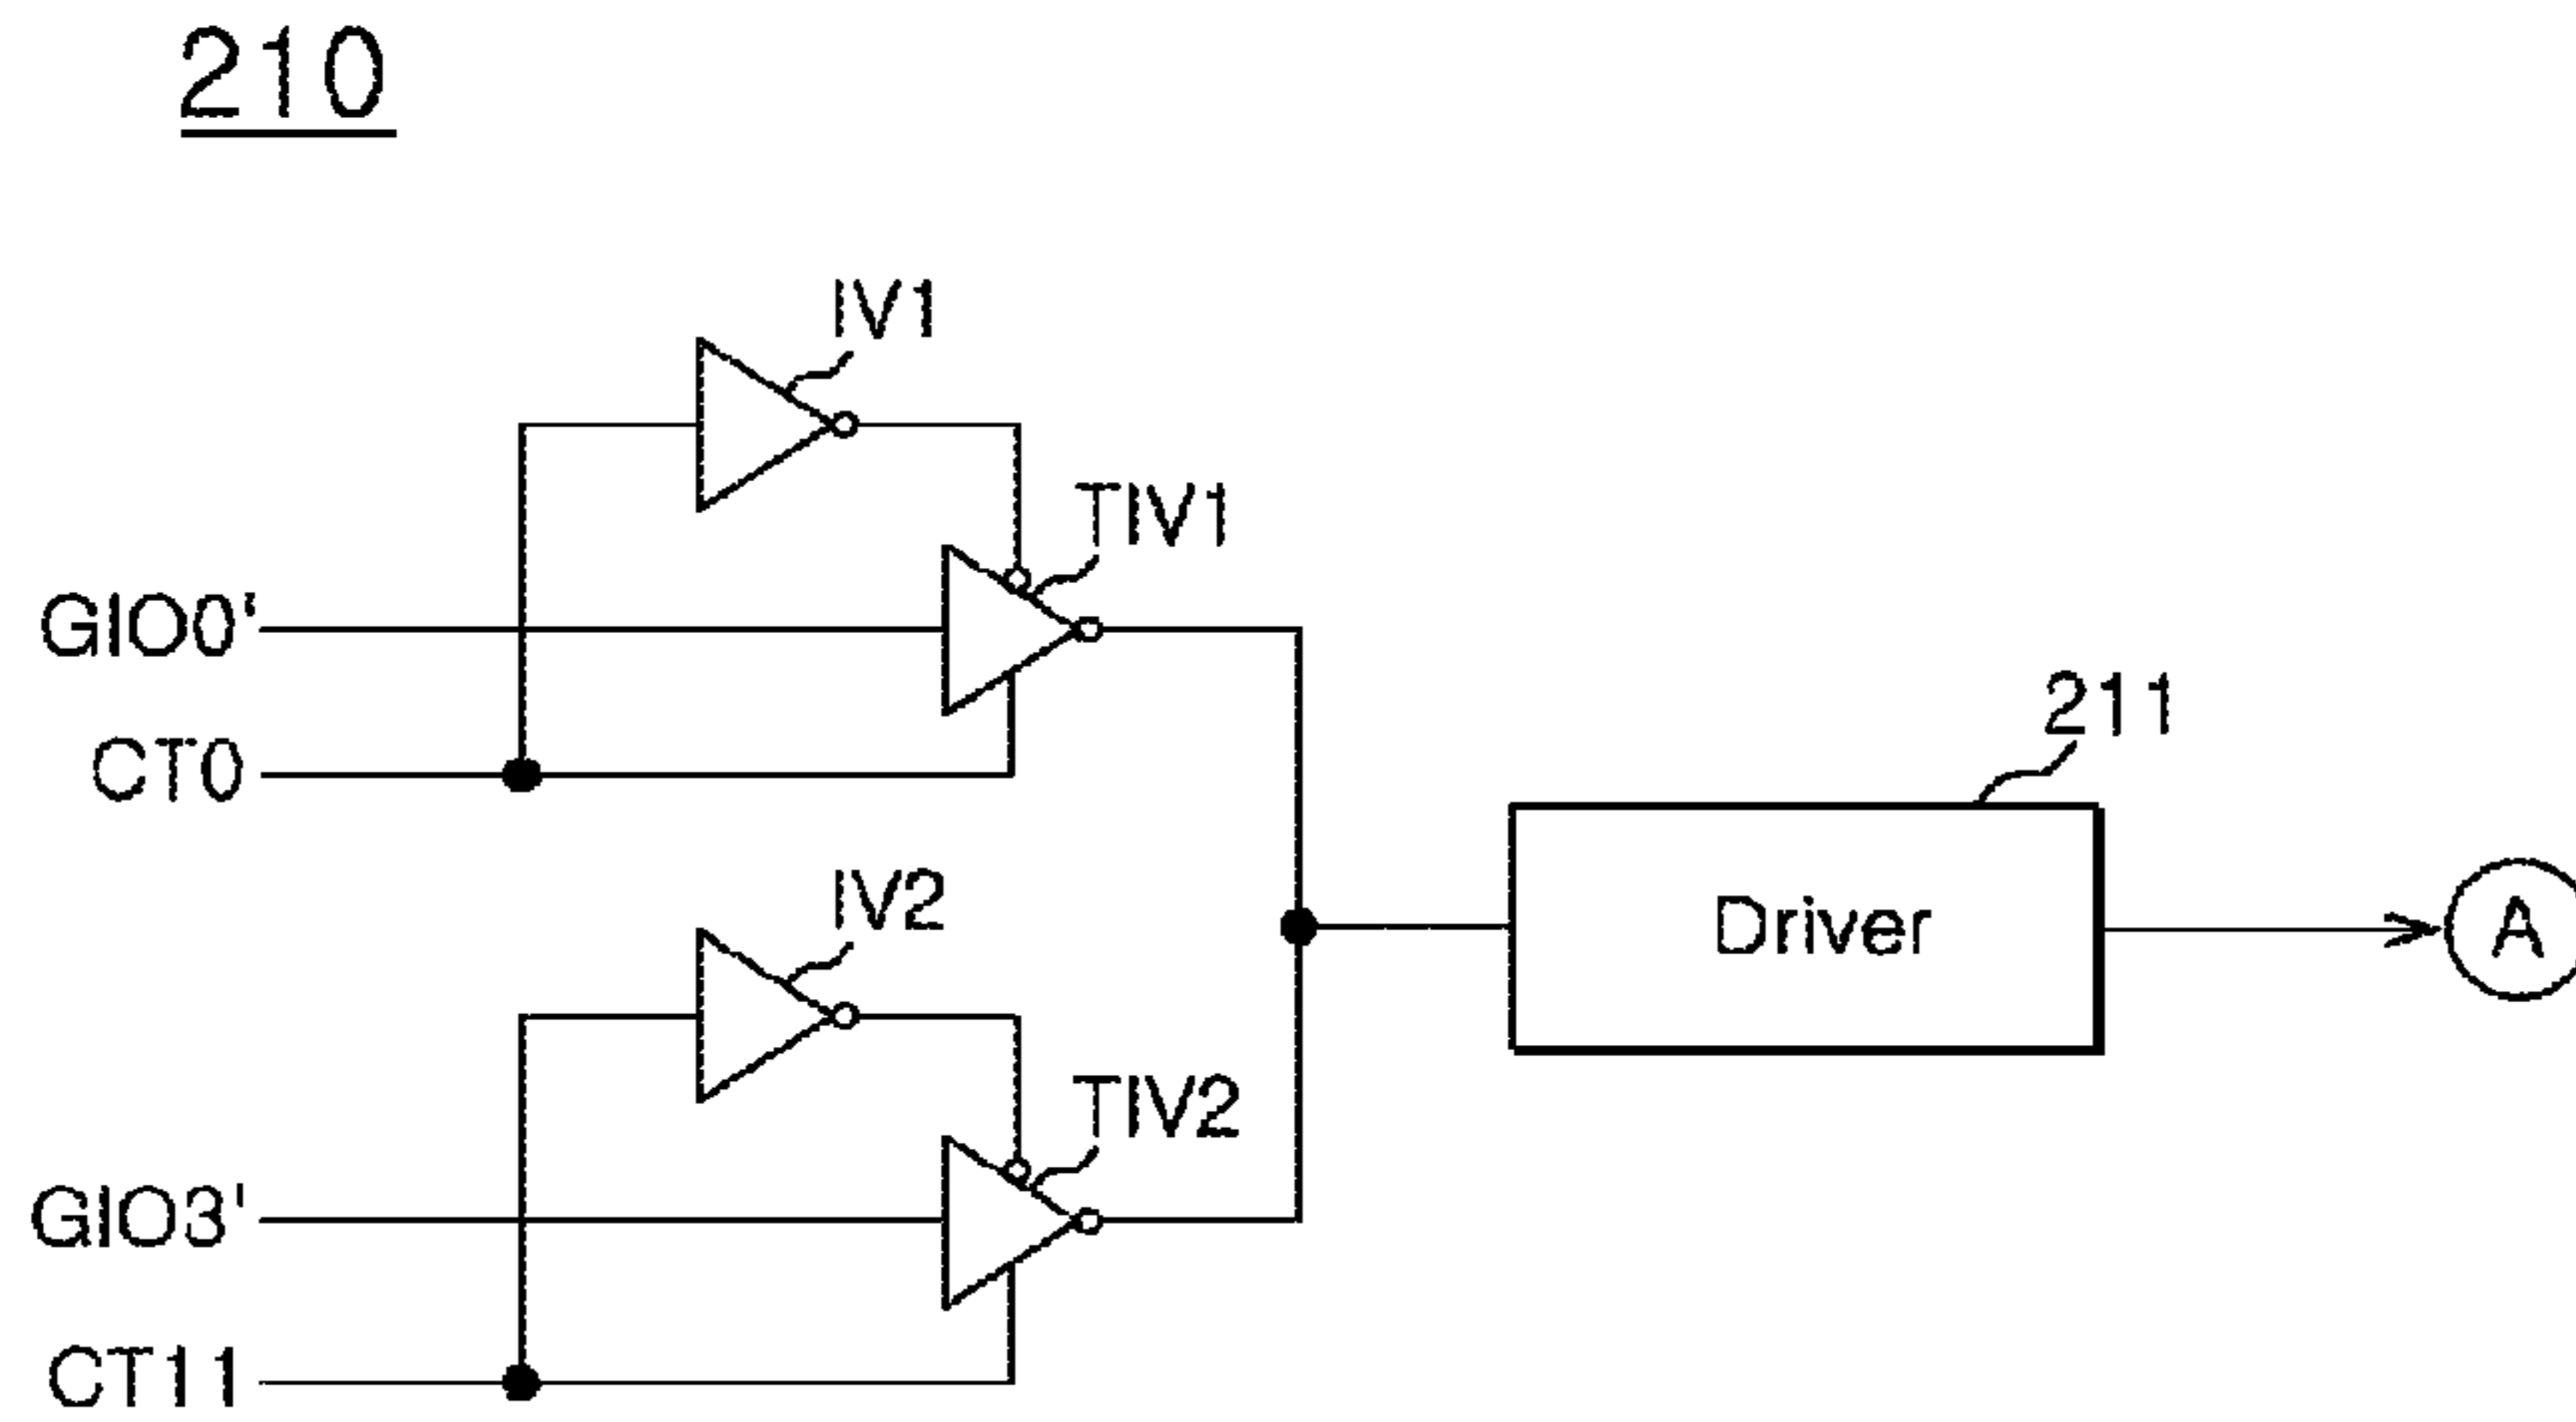 210
IV1
TIV1
GIO0'
CT0
211
Driver
A
IV2
TIV2
GIO3'
CT11